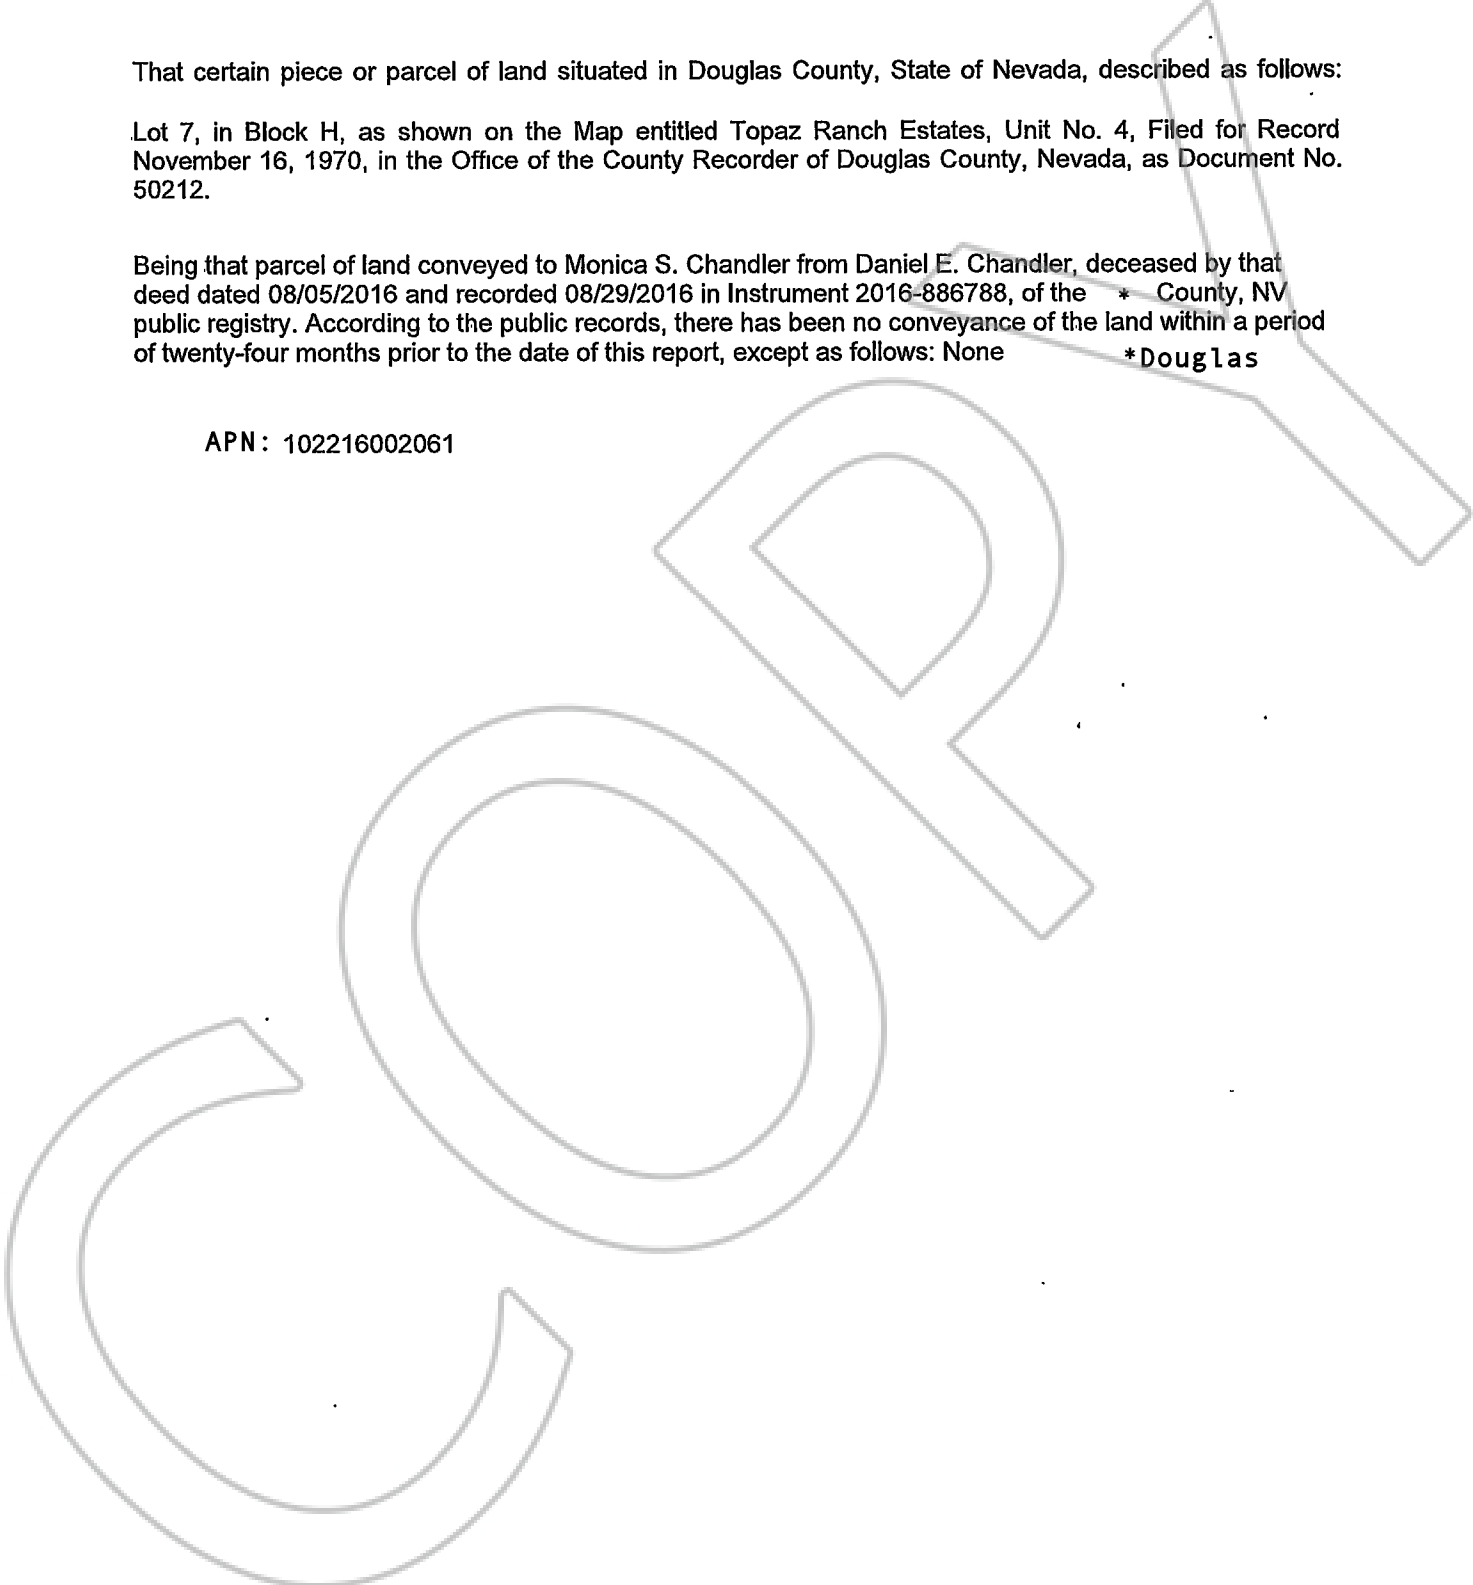 That certain piece or parcel of land situated in Douglas County, State of Nevada, described as follows:
Lot 7, in Block H, as shown on the Map entitled Topaz Ranch Estates, Unit No. 4, Filed for Record
November 16, 1970, in the Office of the County Recorder of Douglas County, Nevada, as Document No.
50212.
Being that parcel of land conveyed to Monica S. Chandler from Daniel E. Chandler, deceased by that
deed dated 08/05/2016 and recorded 08/29/2016 in Instrument 2016-886788, of the * County, NV
public registry. According to the public records, there has been no conveyance of the land within a period
of twenty-four months prior to the date of this report, except as follows: None *Douglas
APN: 102216002061
COPY